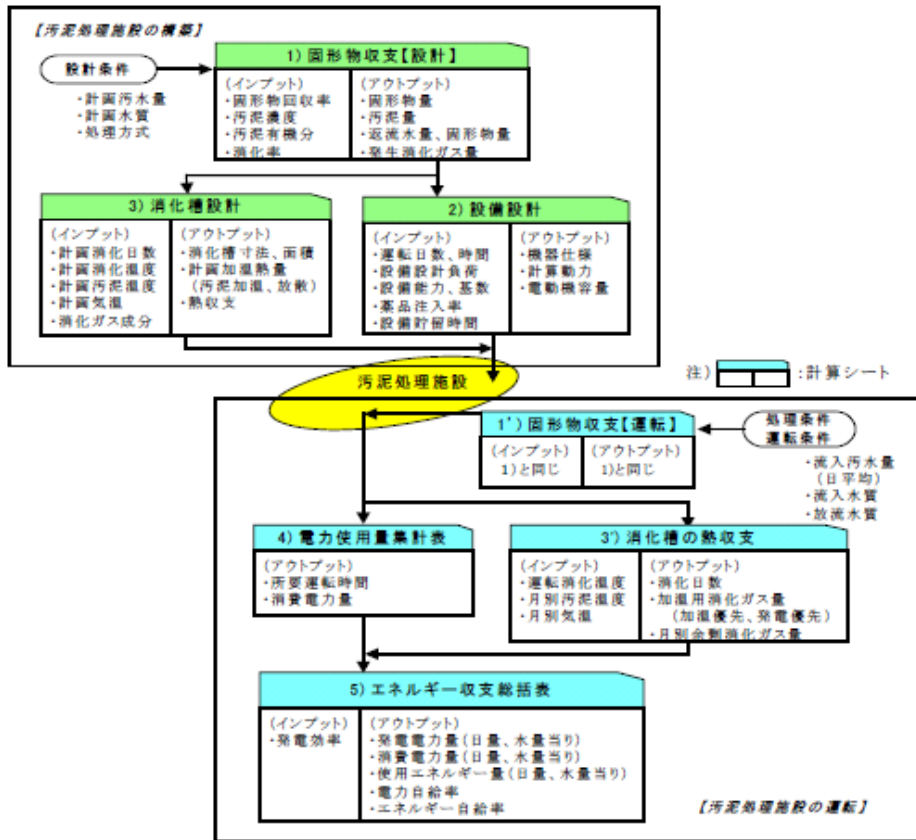 【汚泥処理施設の構築】
1) 固形物収支【設計】
設計条件
・計画汚水量
・計画水質
・処理方式
(インプット)
・固形物回収率
・汚泥濃度
・汚泥有機分
・消化率
(アウトプット)
・固形物量
・汚泥量
・返流水量、固形物量
・発生消化ガス量
3) 消化槽設計
(インプット)
・計画消化日数
・計画消化温度
・計画汚泥温度
・計画気温
・消化ガス成分
(アウトプット)
・消化槽寸法、面積
・計画加温熱量
(汚泥加温、放散)
・熱収支
2) 設備設計
(インプット)
・運転日数、時間
・設備設計負荷
・設備能力、基数
・薬品注入率
・設備貯留時間
(アウトプット)
・機器仕様
・計算動力
・電動機容量
汚泥処理施設
注) :計算シート
1') 固形物収支【運転】
(インプット)
1)と同じ
(アウトプット)
1)と同じ
処理条件
運転条件
・流入汚水量
(日平均)
・流入水質
・放流水質
4) 電力使用量集計表
(アウトプット)
・所要運転時間
・消費電力量
3') 消化槽の熱収支
(インプット)
・運転消化温度
・月別汚泥温度
・月別気温
(アウトプット)
・消化日数
・加温用消化ガス量
(加温優先、発電優先)
・月別余剰消化ガス量
5) エネルギー収支総括表
(インプット)
・発電効率
(アウトプット)
・発電電力量(日量、水量当り)
・消費電力量(日量、水量当り)
・使用エネルギー量(日量、水量当り)
・電力自給率
・エネルギー自給率
【汚泥処理施設の運転】